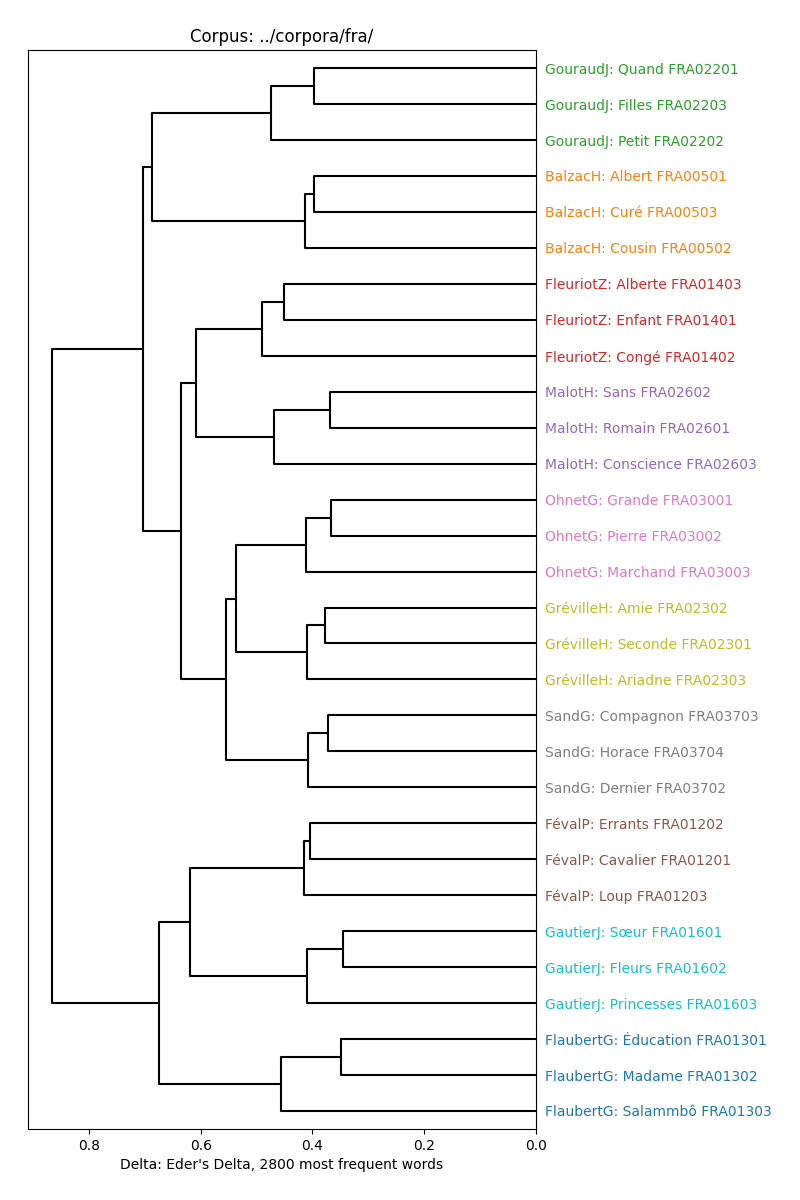 Corpus: ../corpora/fra/
GouraudJ: Quand FRA02201
GouraudJ: Filles FRA02203
GouraudJ: Petit FRA02202
BalzacH: Albert FRA00501
BalzacH: Curé FRA00503
BalzacH: Cousin FRA00502
FleuriotZ: Alberte FRA01403
FleuriotZ: Enfant FRA01401
FleuriotZ: Congé FRA01402
MalotH: Sans FRA02602
MalotH: Romain FRA02601
MalotH: Conscience FRA02603
OhnetG: Grande FRA03001
OhnetG: Pierre FRA03002
OhnetG: Marchand FRA03003
GrévilleH: Amie FRA02302
GrévilleH: Seconde FRA02301
GrévilleH: Ariadne FRA02303
SandG: Compagnon FRA03703
SandG: Horace FRA03704
SandG: Dernier FRA03702
FévalP: Errants FRA01202
FévalP: Cavalier FRA01201
FévalP: Loup FRA01203
GautierJ: Sœur FRA01601
GautierJ: Fleurs FRA01602
GautierJ: Princesses FRA01603
FlaubertG: Éducation FRA01301
FlaubertG: Madame FRA01302
FlaubertG: Salammbô FRA01303
0.8 0.6 0.4 0.2 0.0
Delta: Eder's Delta, 2800 most frequent words